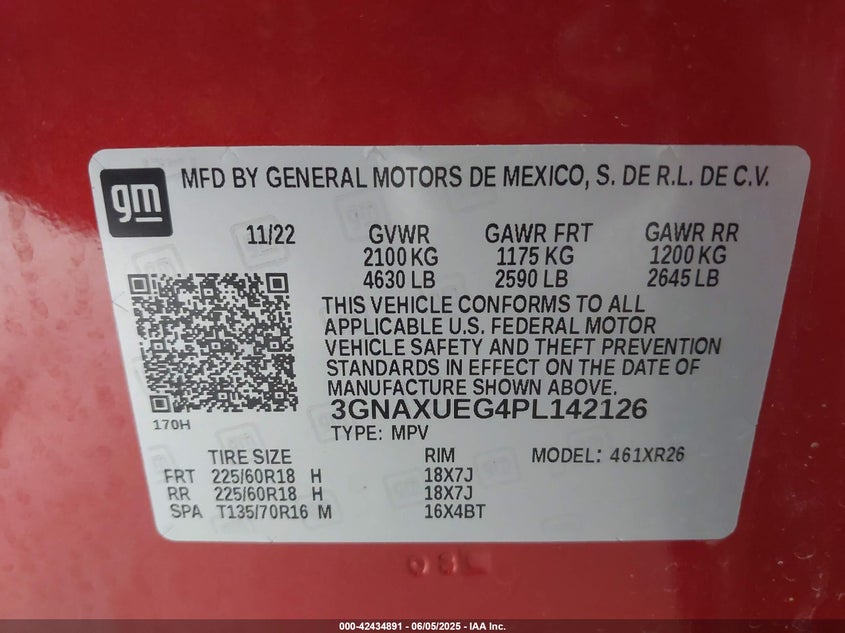 gm
MFD BY GENERAL MOTORS DE MEXICO, S. DE R.L. DE C.V.
11/22 GVWR GAWR FRT GAWR RR
2100 KG 1175 KG 1200 KG
4630 LB 2590 LB 2645 LB
THIS VEHICLE CONFORMS TO ALL
APPLICABLE U.S. FEDERAL MOTOR
VEHICLE SAFETY AND THEFT PREVENTION
STANDARDS IN EFFECT ON THE DATE OF
MANUFACTURE SHOWN ABOVE.
170H
3GNAXUEG4PL142126
TYPE: MPV
TIRE SIZE RIM MODEL: 461XR26
FRT 225/60R18 H 18X7J
RR 225/60R18 H 18X7J
SPA T135/70R16 M 16X4BT
000-42434891 - 06/05/2025 - IAA Inc.